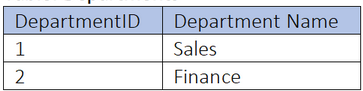 DepartmentID Department Name
1 Sales
2 Finance